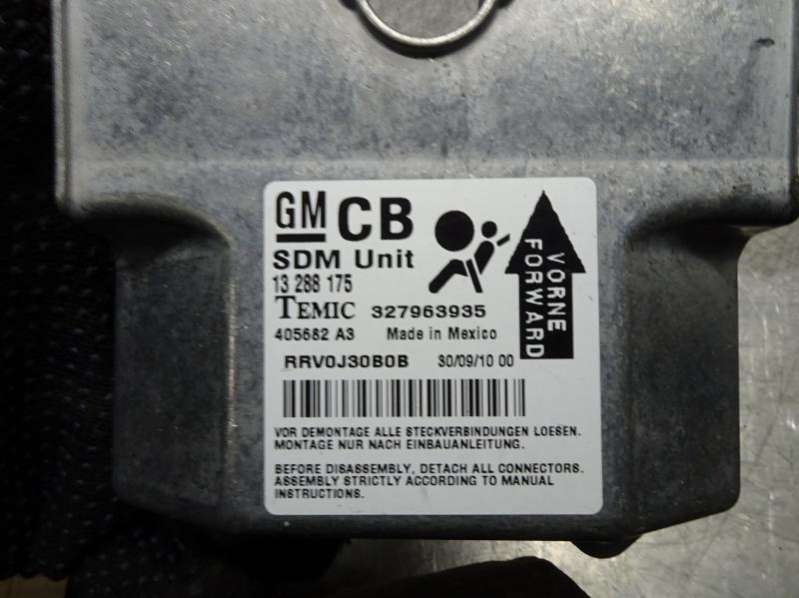 GM CB
SDM Unit
13 288 175
TEMIC 327963935
405682 A3 Made in Mexico
RRV0J30B0B 30/09/10 00
VORNE
FORWARD
VOR DEMONTAGE ALLE STECKVERBINDUNGEN LOESEN.
MONTAGE NUR NACH EINBAUANLEITUNG.
BEFORE DISASSEMBLY, DETACH ALL CONNECTORS.
ASSEMBLY STRICTLY ACCORDING TO MANUAL
INSTRUCTIONS.